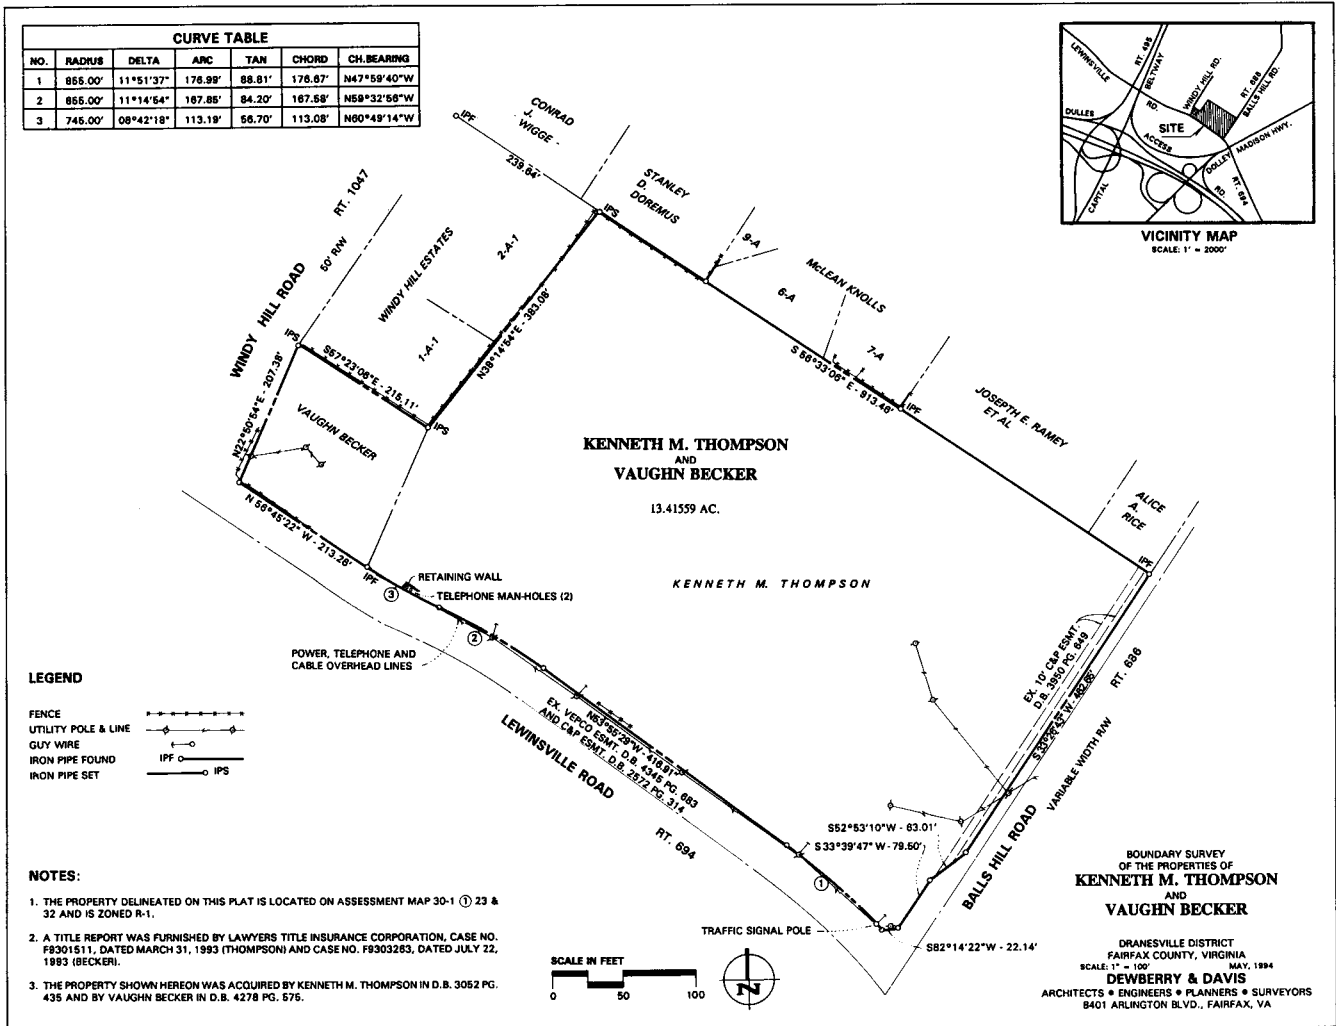 CURVE TABLE
NO. RADIUS DELTA ARC TAN CHORD CH.BEARING
1 855.00' 11°51'37" 176.99' 88.81' 176.67' N47°59'40"W
2 855.00' 11°14'54" 167.85' 84.20' 167.58' N59°32'56"W
3 745.00' 08°42'18" 113.19' 56.70' 113.08' N60°49'14"W
LEWINSVILLE
RD.
RT. 495
BELTWAY
WINDY HILL RD.
RT. 686
BALLS HILL RD.
DULLES
ACCESS
RD.
SITE
DOLLEY
MADISON HWY.
CAPITAL
RT. 694
VICINITY MAP
SCALE: 1' = 2000'
IPF
CONRAD
J.
WIGGE
239.64'
STANLEY
D.
DOREMUS
IPS
9-A
McLEAN KNOLLS
6-A
7-A
S 56°33'06" E - 913.46'
IPF
JOSEPTH E. RAMEY
ET AL
ALICE
A.
RICE
IPF
RT. 1047
50' R/W
WINDY HILL ROAD
WINDY HILL ESTATES
2-A-1
1-A-1
N38°14'54"E - 383.08'
IPS
S57°23'06"E - 215.11'
IPS
N22°50'54"E - 207.38'
VAUGHN BECKER
N 56°45'22" W - 213.26'
IPF
KENNETH M. THOMPSON
AND
VAUGHN BECKER
13.41559 AC.
KENNETH M. THOMPSON
RETAINING WALL
3
TELEPHONE MAN-HOLES (2)
2
POWER, TELEPHONE AND
CABLE OVERHEAD LINES
N53°55'29"W - 416.91'
EX. VEPCO ESMT. D.B. 4345 PG. 683
AND C&P ESMT. D.B. 2572 PG. 314
LEWINSVILLE ROAD
RT. 694
EX. 10' C&P ESMT.
D.B. 3950 PG. 649
S 33°26'43" W - 462.65'
RT. 686
VARIABLE WIDTH R/W
BALLS HILL ROAD
S52°53'10"W - 63.01'
S33°39'47"W - 79.50'
1
TRAFFIC SIGNAL POLE
S82°14'22"W - 22.14'
LEGEND
FENCE
UTILITY POLE & LINE
GUY WIRE
IRON PIPE FOUND IPF
IRON PIPE SET IPS
NOTES:
1. THE PROPERTY DELINEATED ON THIS PLAT IS LOCATED ON ASSESSMENT MAP 30-1 ① 23 &
32 AND IS ZONED R-1.
2. A TITLE REPORT WAS FURNISHED BY LAWYERS TITLE INSURANCE CORPORATION, CASE NO.
F9301511, DATED MARCH 31, 1993 (THOMPSON) AND CASE NO. F9303263, DATED JULY 22,
1993 (BECKER).
3. THE PROPERTY SHOWN HEREON WAS ACQUIRED BY KENNETH M. THOMPSON IN D.B. 3052 PG.
435 AND BY VAUGHN BECKER IN D.B. 4278 PG. 575.
SCALE IN FEET
0 50 100
N
BOUNDARY SURVEY
OF THE PROPERTIES OF
KENNETH M. THOMPSON
AND
VAUGHN BECKER
DRANESVILLE DISTRICT
FAIRFAX COUNTY, VIRGINIA
SCALE: 1" = 100' MAY, 1994
DEWBERRY & DAVIS
ARCHITECTS • ENGINEERS • PLANNERS • SURVEYORS
8401 ARLINGTON BLVD., FAIRFAX, VA